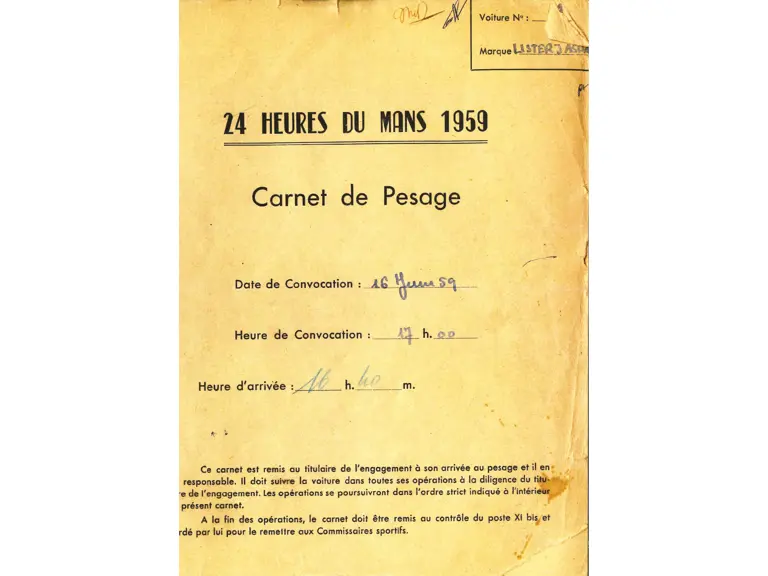 Voiture N° :
Marque LISTER JAGUA
24 HEURES DU MANS 1959
Carnet de Pesage
Date de Convocation : 16 Juin 59
Heure de Convocation : 17 h. 00
Heure d'arrivée : 16 h. 40 m.
Ce carnet est remis au titulaire de l'engagement à son arrivée au pesage et il en
responsable. Il doit suivre la voiture dans toutes ses opérations à la diligence du titu-
re de l'engagement. Les opérations se poursuivront dans l'ordre strict indiqué à l'intérieur
présent carnet.
A la fin des opérations, le carnet doit être remis au contrôle du poste XI bis et
rdé par lui pour le remettre aux Commissaires sportifs.